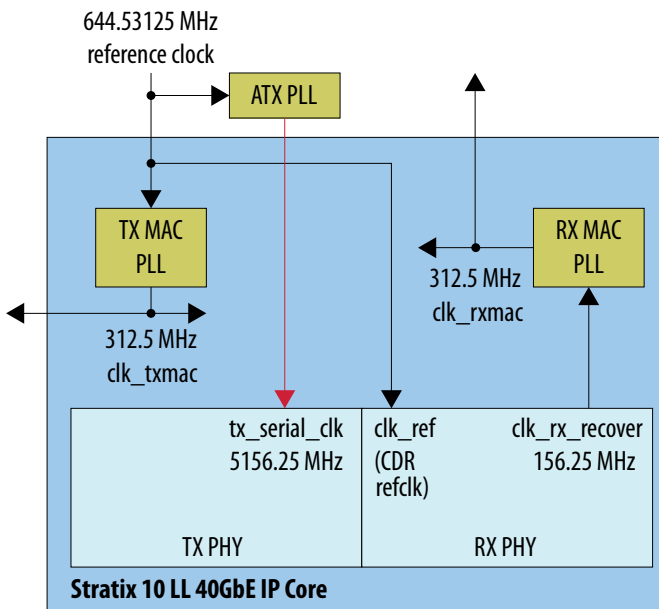 644.53125 MHz
reference clock
ATX PLL
TX MAC
PLL
RX MAC
PLL
312.5 MHz
clk_rxmac
312.5 MHz
clk_txmac
tx_serial_clk
5156.25 MHz
clk_ref
(CDR
refclk)
clk_rx_recover
156.25 MHz
TX PHY
RX PHY
Stratix 10 LL 40GbE IP Core